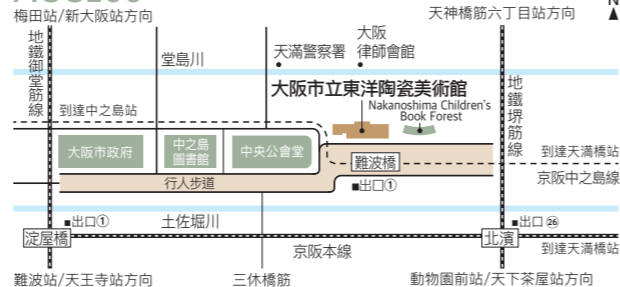 梅田站/新大阪站方向
天神橋筋六丁目站方向
N
地鐵御堂筋線
堂島川
天滿警察署
大阪
律師會館
大阪市立東洋陶瓷美術館
Nakanoshima Children's
Book Forest
地鐵堺筋線
到達中之島站
大阪市政府
中之島
圖書館
中央公會堂
難波橋
到達天滿橋站
京阪中之島線
行人步道
■出口①
■出口①
土佐堀川
■出口㉖
淀屋橋
京阪本線
北濱
到達天滿橋站
難波站/天王寺站方向
三休橋筋
動物園前站/天下茶屋站方向